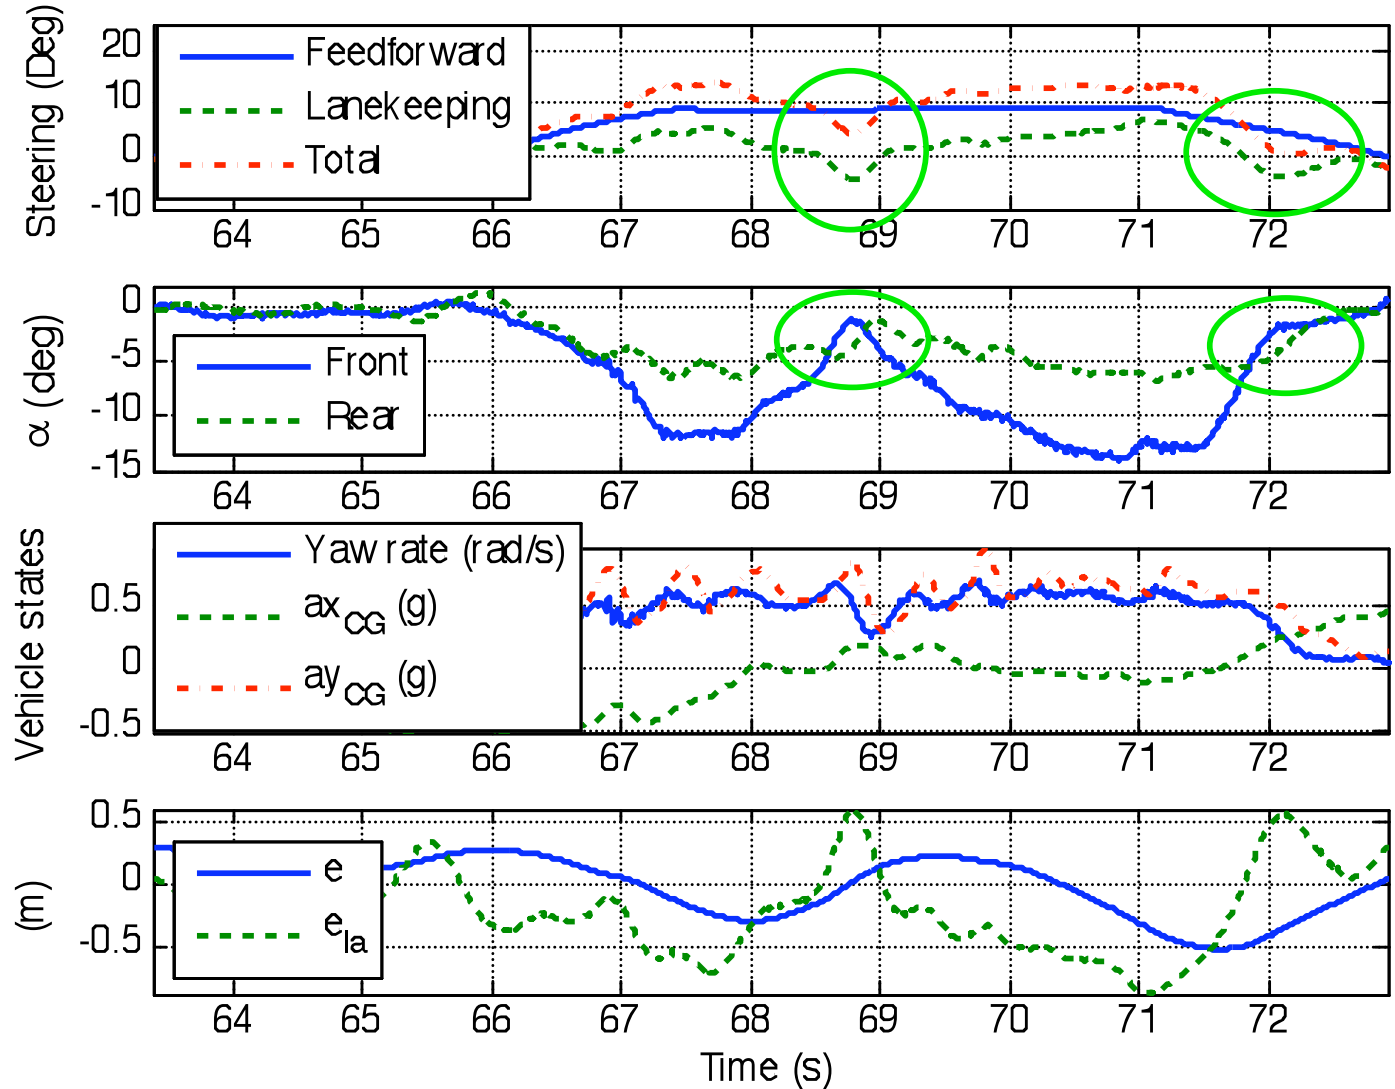 Steering (Deg)
20
10
0
-10
Feedforward
Lanekeeping
Total
64 65 66 67 68 69 70 71 72
α (deg)
0
-5
-10
-15
Front
Rear
64 65 66 67 68 69 70 71 72
Vehicle states
0.5
0
-0.5
Yaw rate (rad/s)
ax_CG (g)
ay_CG (g)
64 65 66 67 68 69 70 71 72
(m)
0.5
0
-0.5
e
e_la
64 65 66 67 68 69 70 71 72
Time (s)